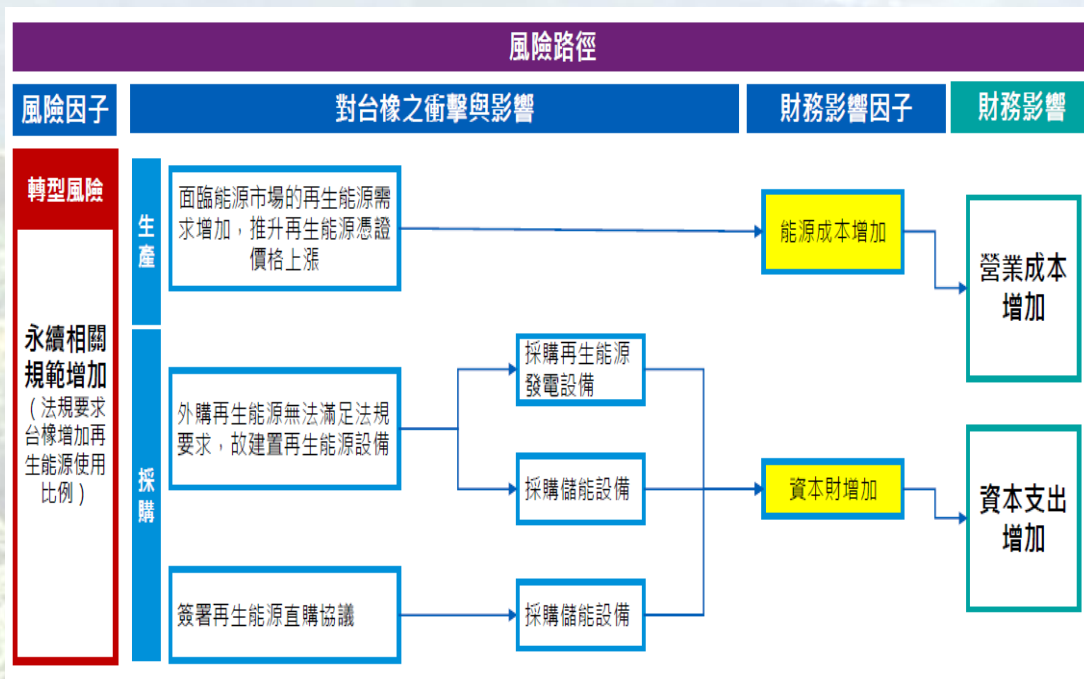 風險路徑
風險因子
對台橡之衝擊與影響
財務影響因子
財務影響
轉型風險
永續相關
規範增加
(法規要求
台橡增加再
生能源使用
比例)
生
產
面臨能源市場的再生能源需
求增加，推升再生能源憑證
價格上漲
能源成本增加
營業成本
增加
採
購
外購再生能源無法滿足法規
要求，故建置再生能源設備
採購再生能源
發電設備
採購儲能設備
資本財增加
資本支出
增加
簽署再生能源直購協議
採購儲能設備